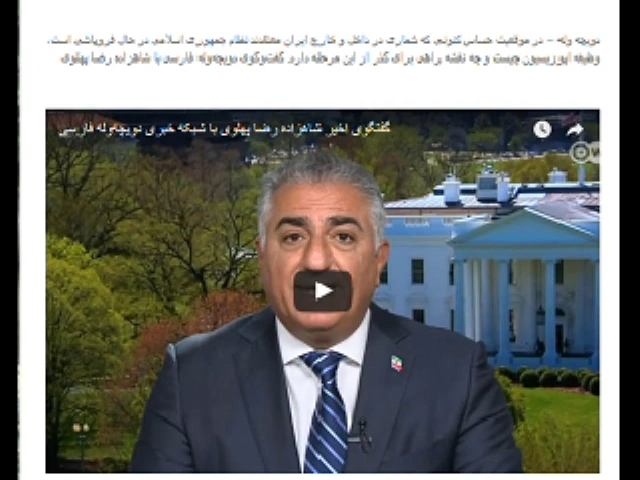 دویچه وله – در موقعیت حساس کنونی که شماری در داخل و خارج ایران معتقدند نظام جمهوری اسلامی در حال فروپاشی است،
وظیفه اپوزیسیون چیست و چه نقشه راهی برای گذر از این مرحله دارد. گفت‌وگوی دویچه‌وله فارسی با شاهزاده رضا پهلوی
گفتگوی اخیر شاهزاده رضا پهلوی با شبکه خبری دویچه‌وله فارسی